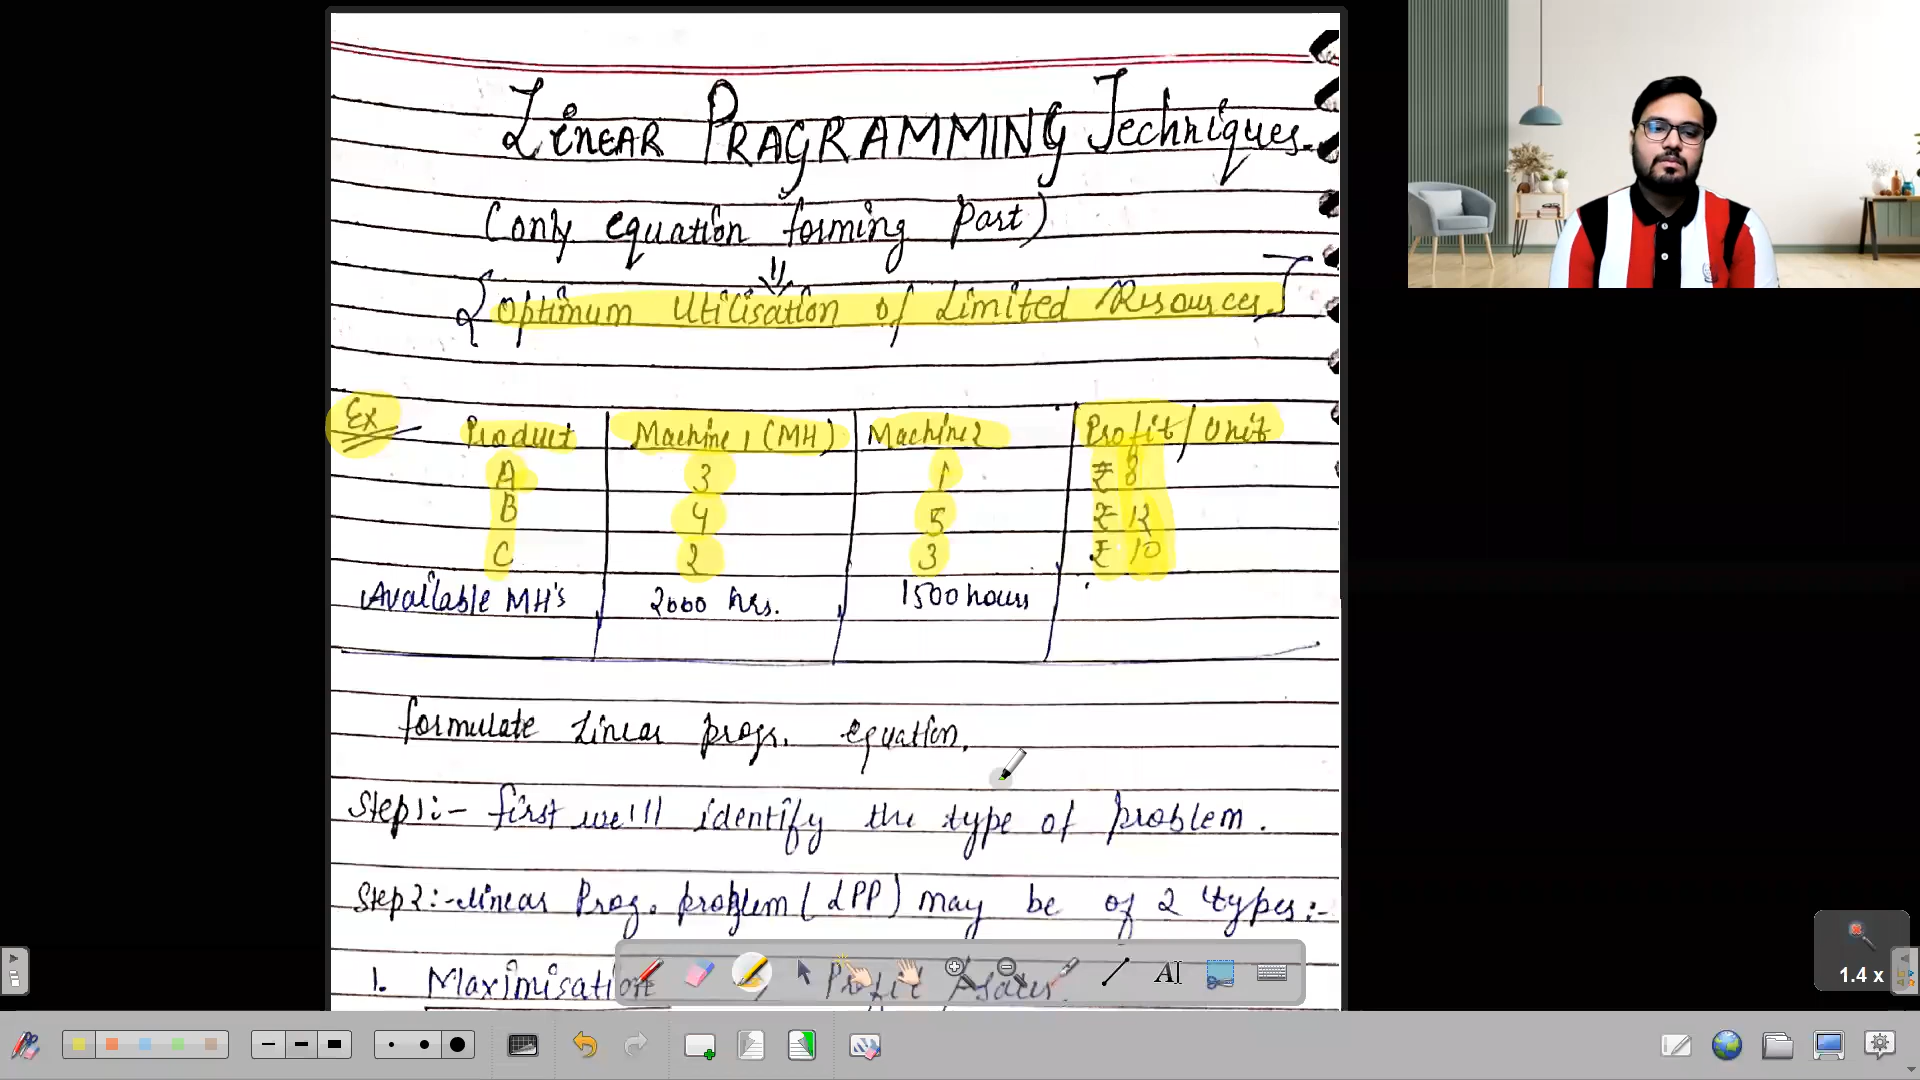 LINEAR PRAGRAMMING Techniques.
(only equation forming part)
[Optimum Utilisation of Limited Resources]
Ex
Product Machine 1 (MH) Machine 2 Profit/Unit
A 3 1 ₹ 8
B 4 5 ₹ 12
C 2 3 ₹ 10
Available MH's 2000 hrs. 1500 hours
formulate Linear progr. equation.
Step 1:- first we'll identify the type of problem.
Step 2:- Linear Prog. problem (LPP) may be of 2 types:-
1. Maximisation Profit
AI
1.4 x